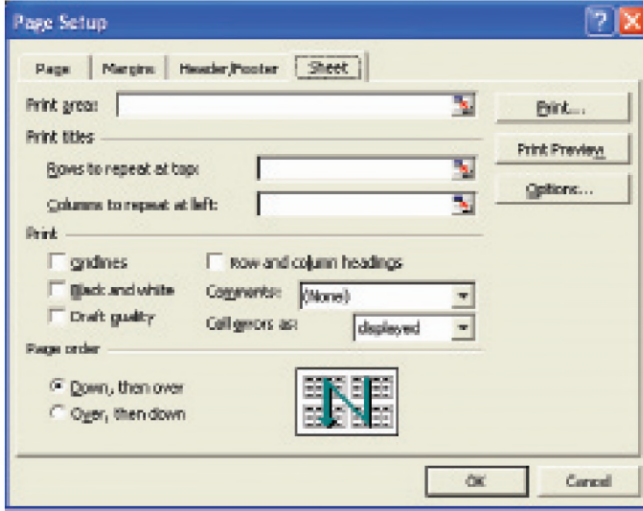 Page Setup
Page Margins Header/Footer Sheet
Print area: Print...
Print titles Print Preview
Rows to repeat at top: Options...
Columns to repeat at left:
Print
Gridlines Row and column headings
Black and white Comments: (None)
Draft quality Cell errors as: displayed
Page order
Down, then over
Over, then down
OK Cancel